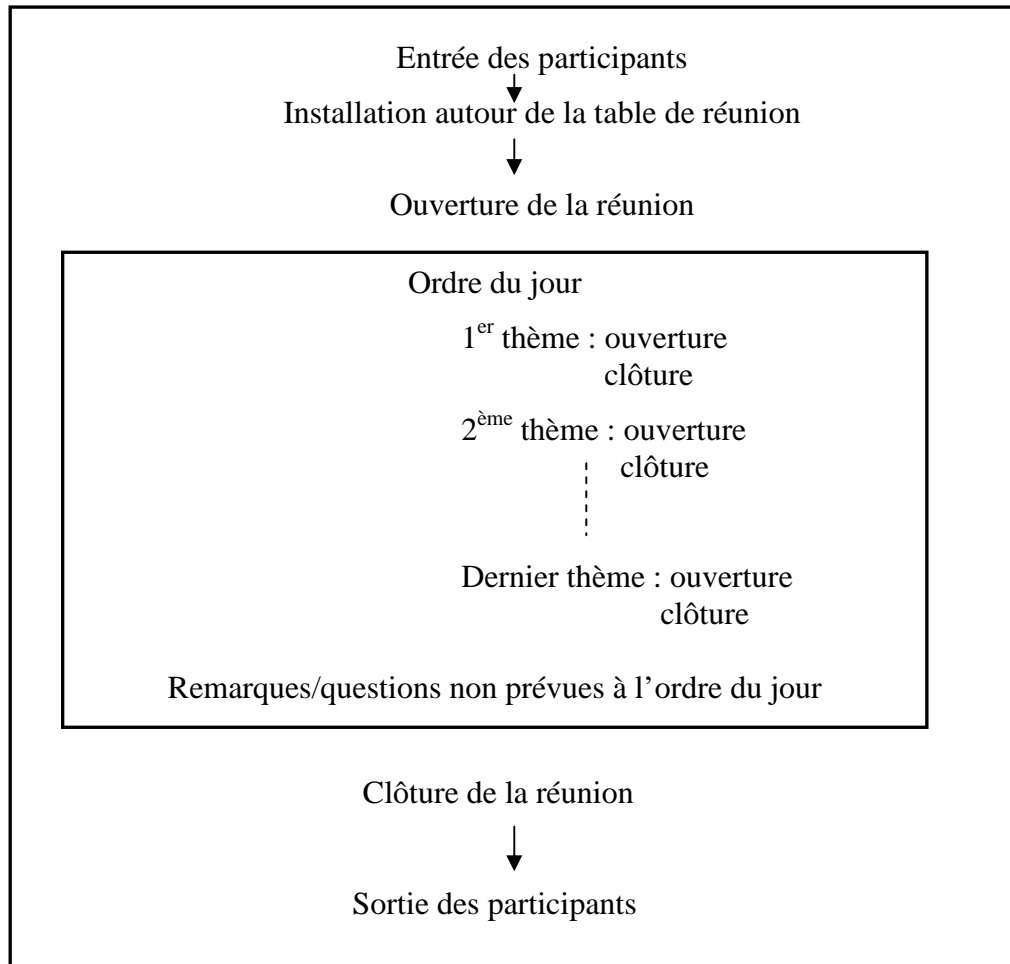 Entrée des participants
Installation autour de la table de réunion
Ouverture de la réunion
Ordre du jour
1er thème : ouverture
clôture
2ème thème : ouverture
clôture
Dernier thème : ouverture
clôture
Remarques/questions non prévues à l’ordre du jour
Clôture de la réunion
Sortie des participants